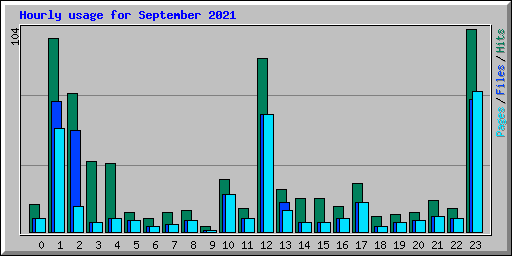 Hourly usage for September 2021
104
Pages/Files/Hits
0 1 2 3 4 5 6 7 8 9 10 11 12 13 14 15 16 17 18 19 20 21 22 23